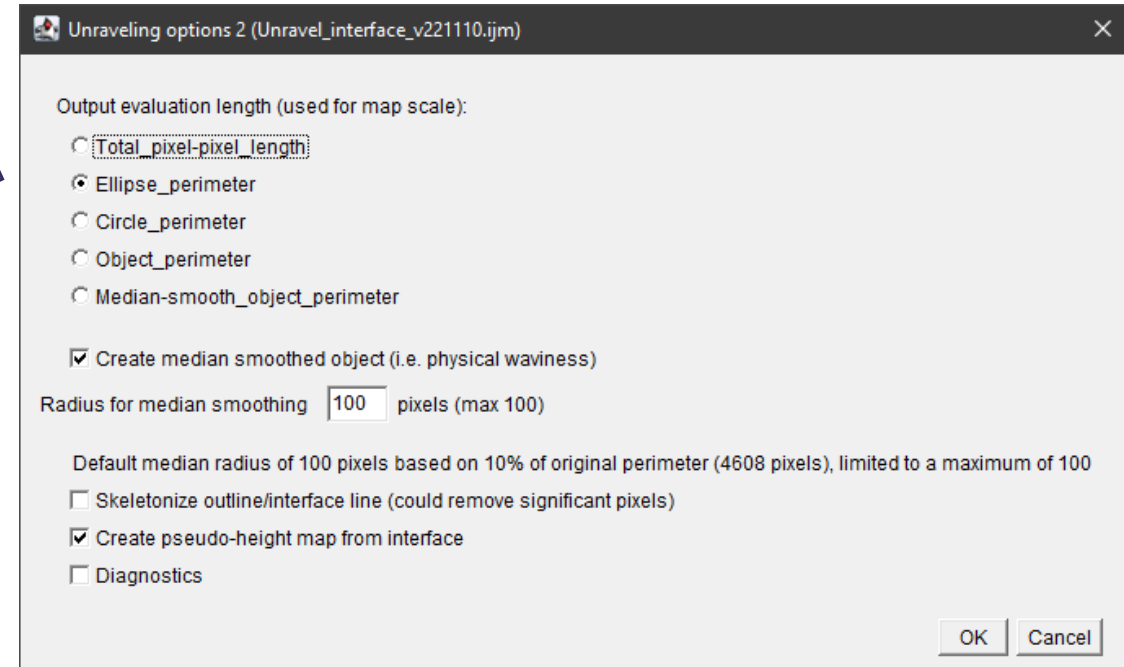 Unraveling options 2 (Unravel_interface_v221110.ijm)
Output evaluation length (used for map scale):
Total_pixel-pixel_length
Ellipse_perimeter
Circle_perimeter
Object_perimeter
Median-smooth_object_perimeter
Create median smoothed object (i.e. physical waviness)
Radius for median smoothing 100 pixels (max 100)
Default median radius of 100 pixels based on 10% of original perimeter (4608 pixels), limited to a maximum of 100
Skeletonize outline/interface line (could remove significant pixels)
Create pseudo-height map from interface
Diagnostics
OK Cancel